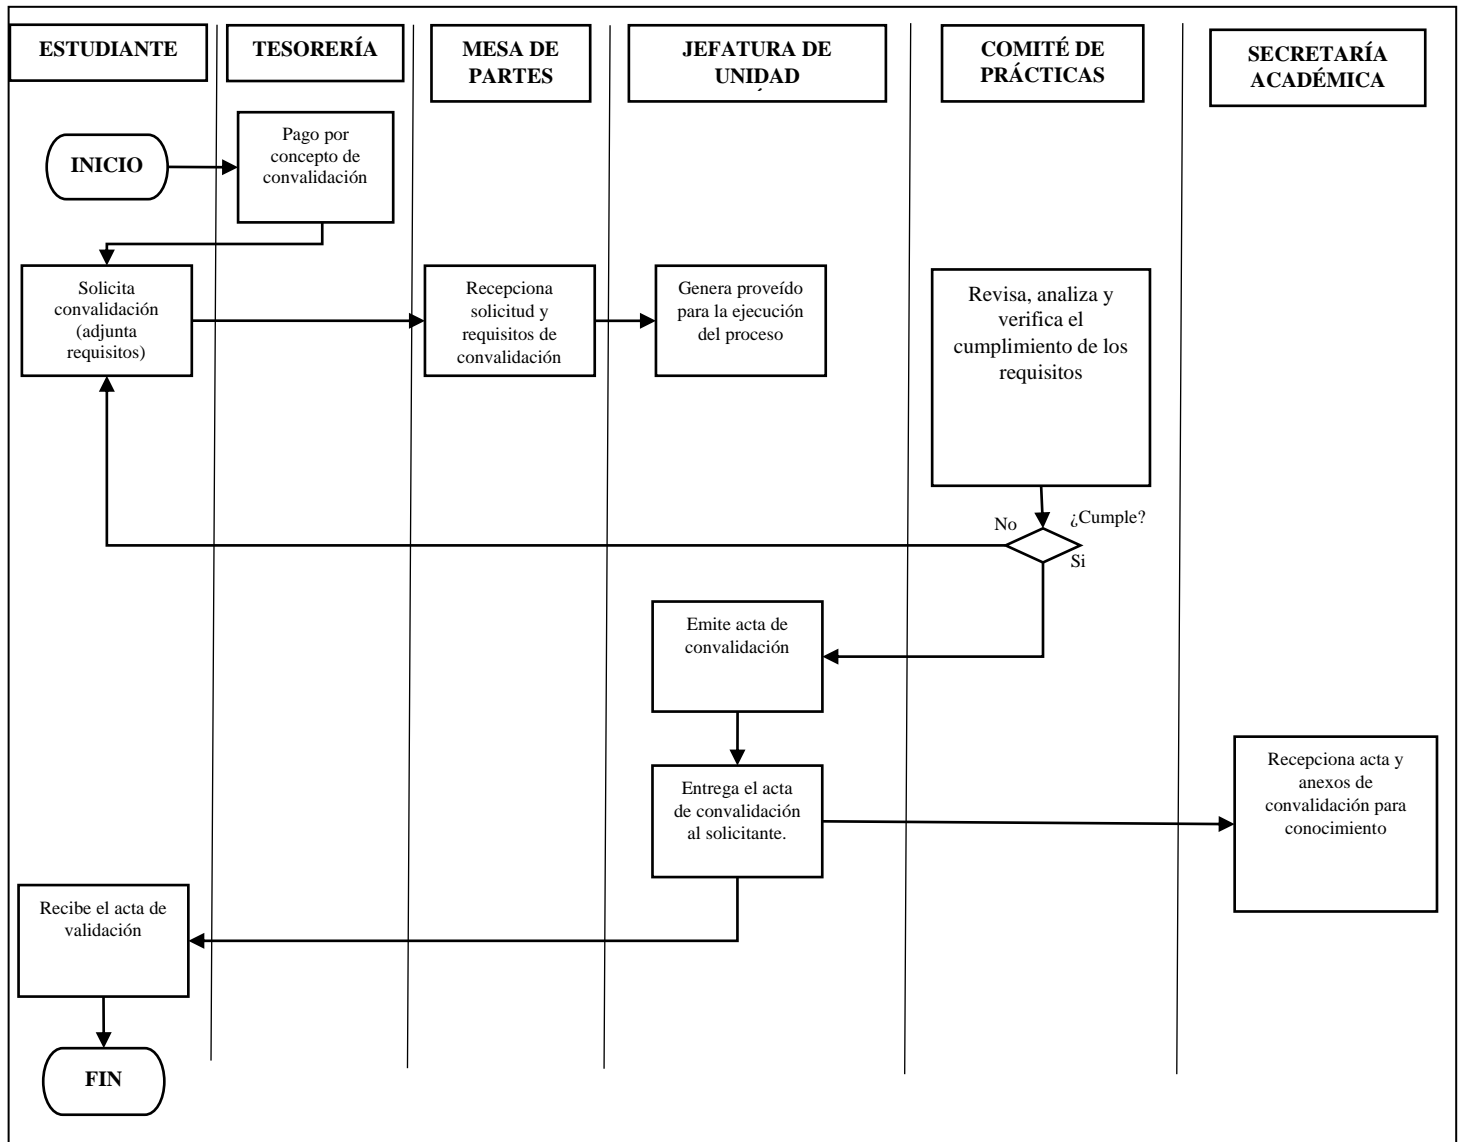 ESTUDIANTE
TESORERÍA
MESA DE
PARTES
JEFATURA DE
UNIDAD
COMITÉ DE
PRÁCTICAS
SECRETARÍA
ACADÉMICA
INICIO
Pago por
concepto de
convalidación
Solicita
convalidación
(adjunta
requisitos)
Recepciona
solicitud y
requisitos de
convalidación
Genera proveído
para la ejecución
del proceso
Revisa, analiza y
verifica el
cumplimiento de los
requisitos
No
¿Cumple?
Si
Emite acta de
convalidación
Entrega el acta
de convalidación
al solicitante.
Recepciona acta y
anexos de
convalidación para
conocimiento
Recibe el acta de
validación
FIN